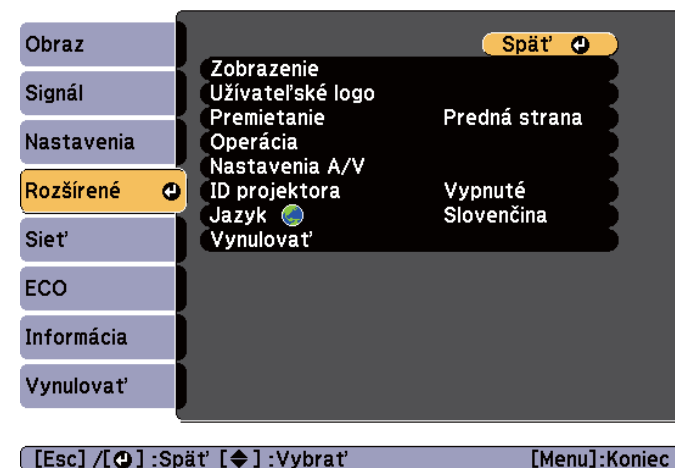 Obraz
Signál
Nastavenia
Rozšírené
Sieť
ECO
Informácia
Vynulovať
Späť
Zobrazenie
Užívateľské logo
Premietanie Predná strana
Operácia
Nastavenia A/V
ID projektora Vypnuté
Jazyk Slovenčina
Vynulovať
[Esc] /[ ] :Späť [ ] :Vybrať [Menu]:Koniec